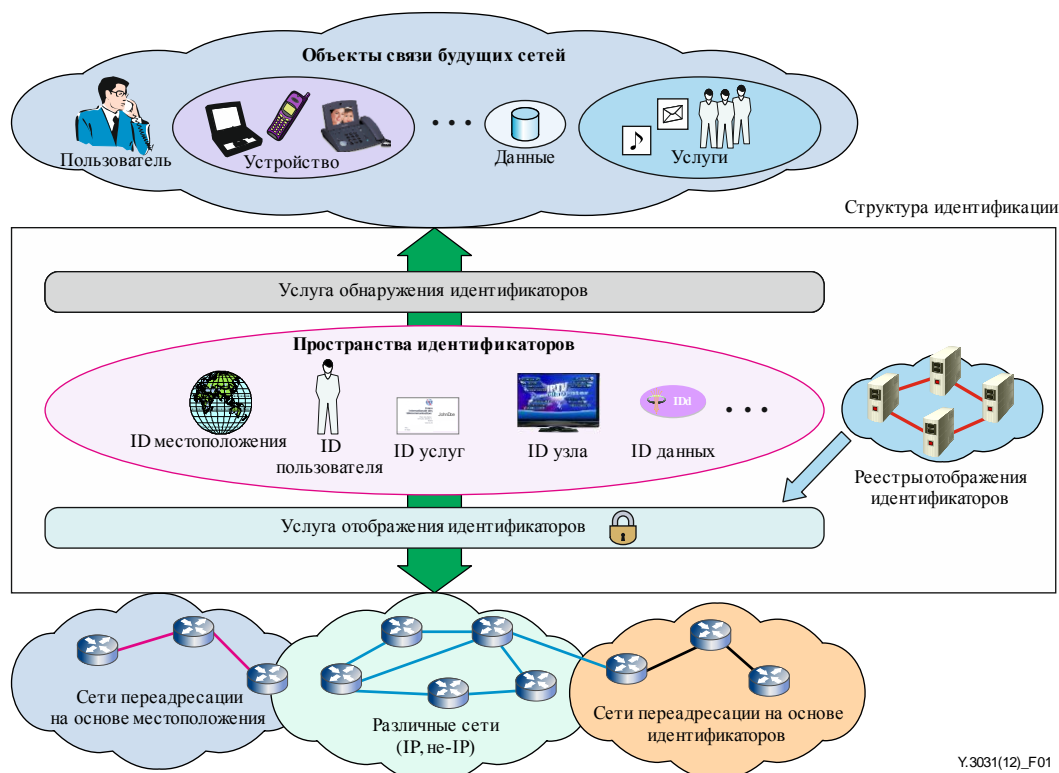 Объекты связи будущих сетей
Пользователь
Устройство
Данные
Услуги
Структура идентификации
Услуга обнаружения идентификаторов
Пространства идентификаторов
IDd
ID местоположения
ID
пользователя
ID услуг
ID узла
ID данных
Реестры отображения
идентификаторов
Услуга отображения идентификаторов
Сети переадресации
на основе местоположения
Различные сети
(IP, не-IP)
Сети переадресации на основе
идентификаторов
Y.3031(12)_F01